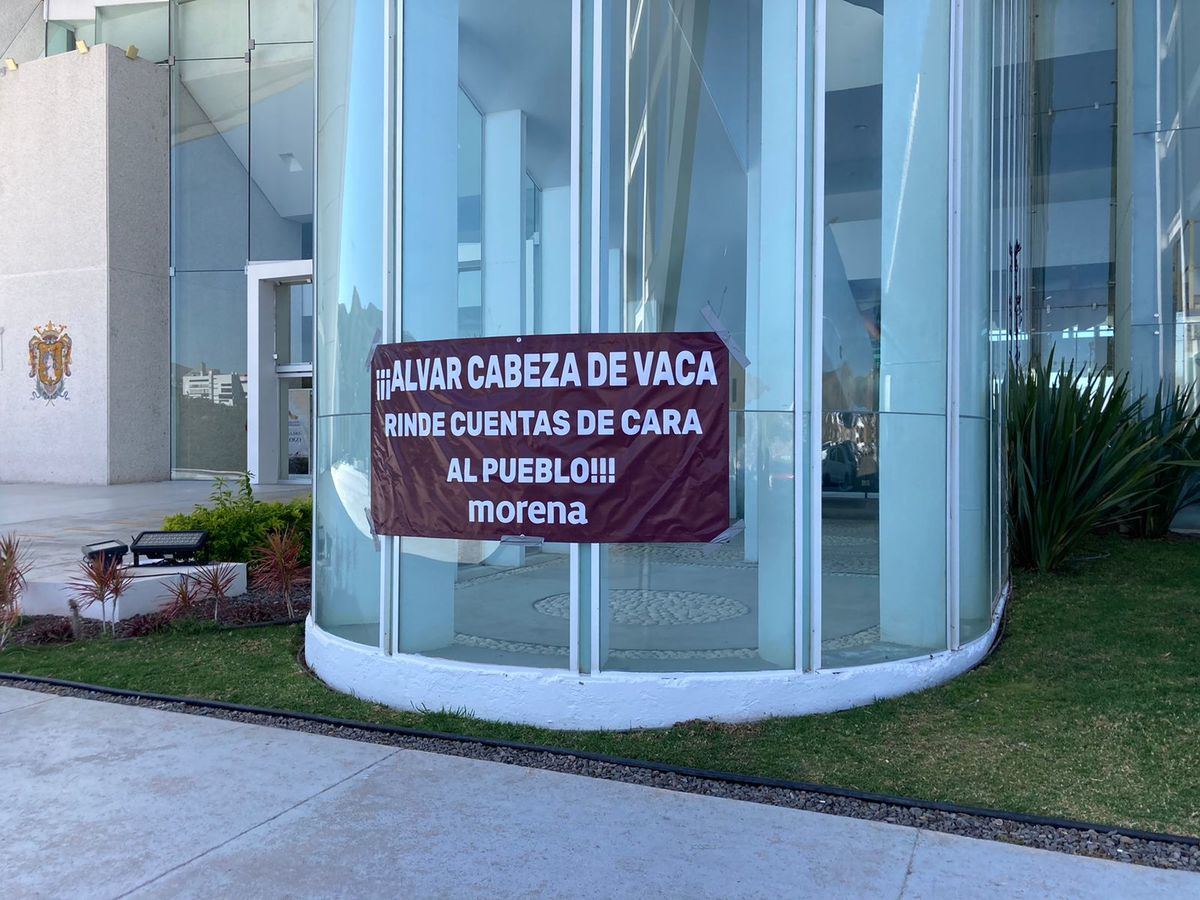 ¡¡¡ALVAR CABEZA DE VACA
RINDE CUENTAS DE CARA
AL PUEBLO!!!
morena